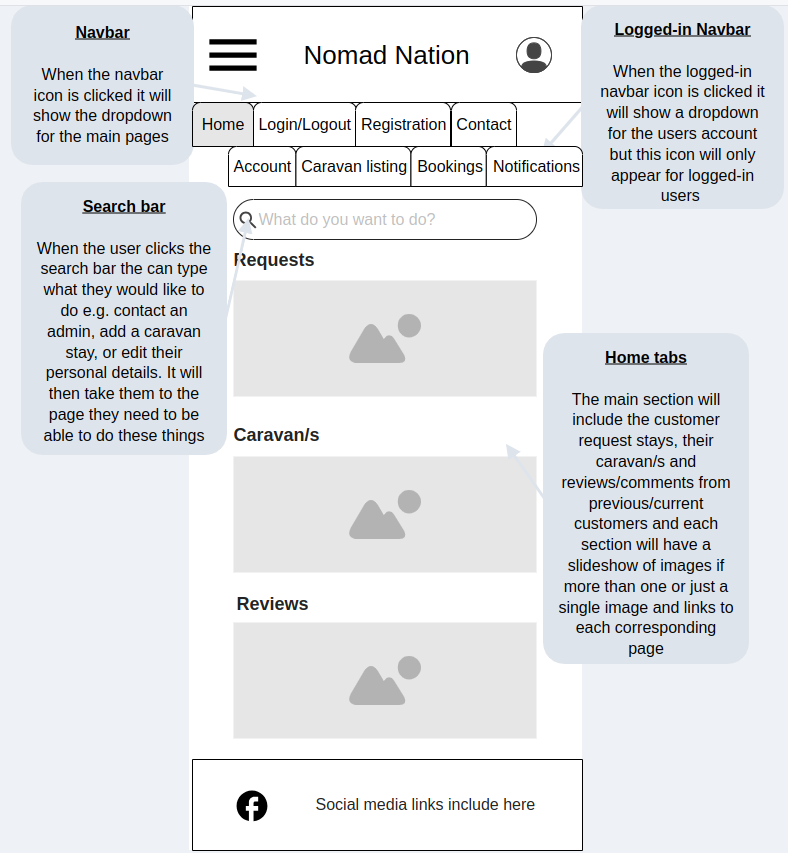 Navbar
When the navbar
icon is clicked it will
show the dropdown
for the main pages
Nomad Nation
Logged-in Navbar
When the logged-in
navbar icon is clicked it
will show a dropdown
for the users account
but this icon will only
appear for logged-in
users
Home Login/Logout Registration Contact
Account Caravan listing Bookings Notifications
Search bar
When the user clicks the
search bar the can type
what they would like to
do e.g. contact an
admin, add a caravan
stay, or edit their
personal details. It will
then take them to the
page they need to be
able to do these things
What do you want to do?
Requests
Caravan/s
Home tabs
The main section will
include the customer
request stays, their
caravan/s and
reviews/comments from
previous/current
customers and each
section will have a
slideshow of images if
more than one or just a
single image and links to
each corresponding
page
Reviews
Social media links include here